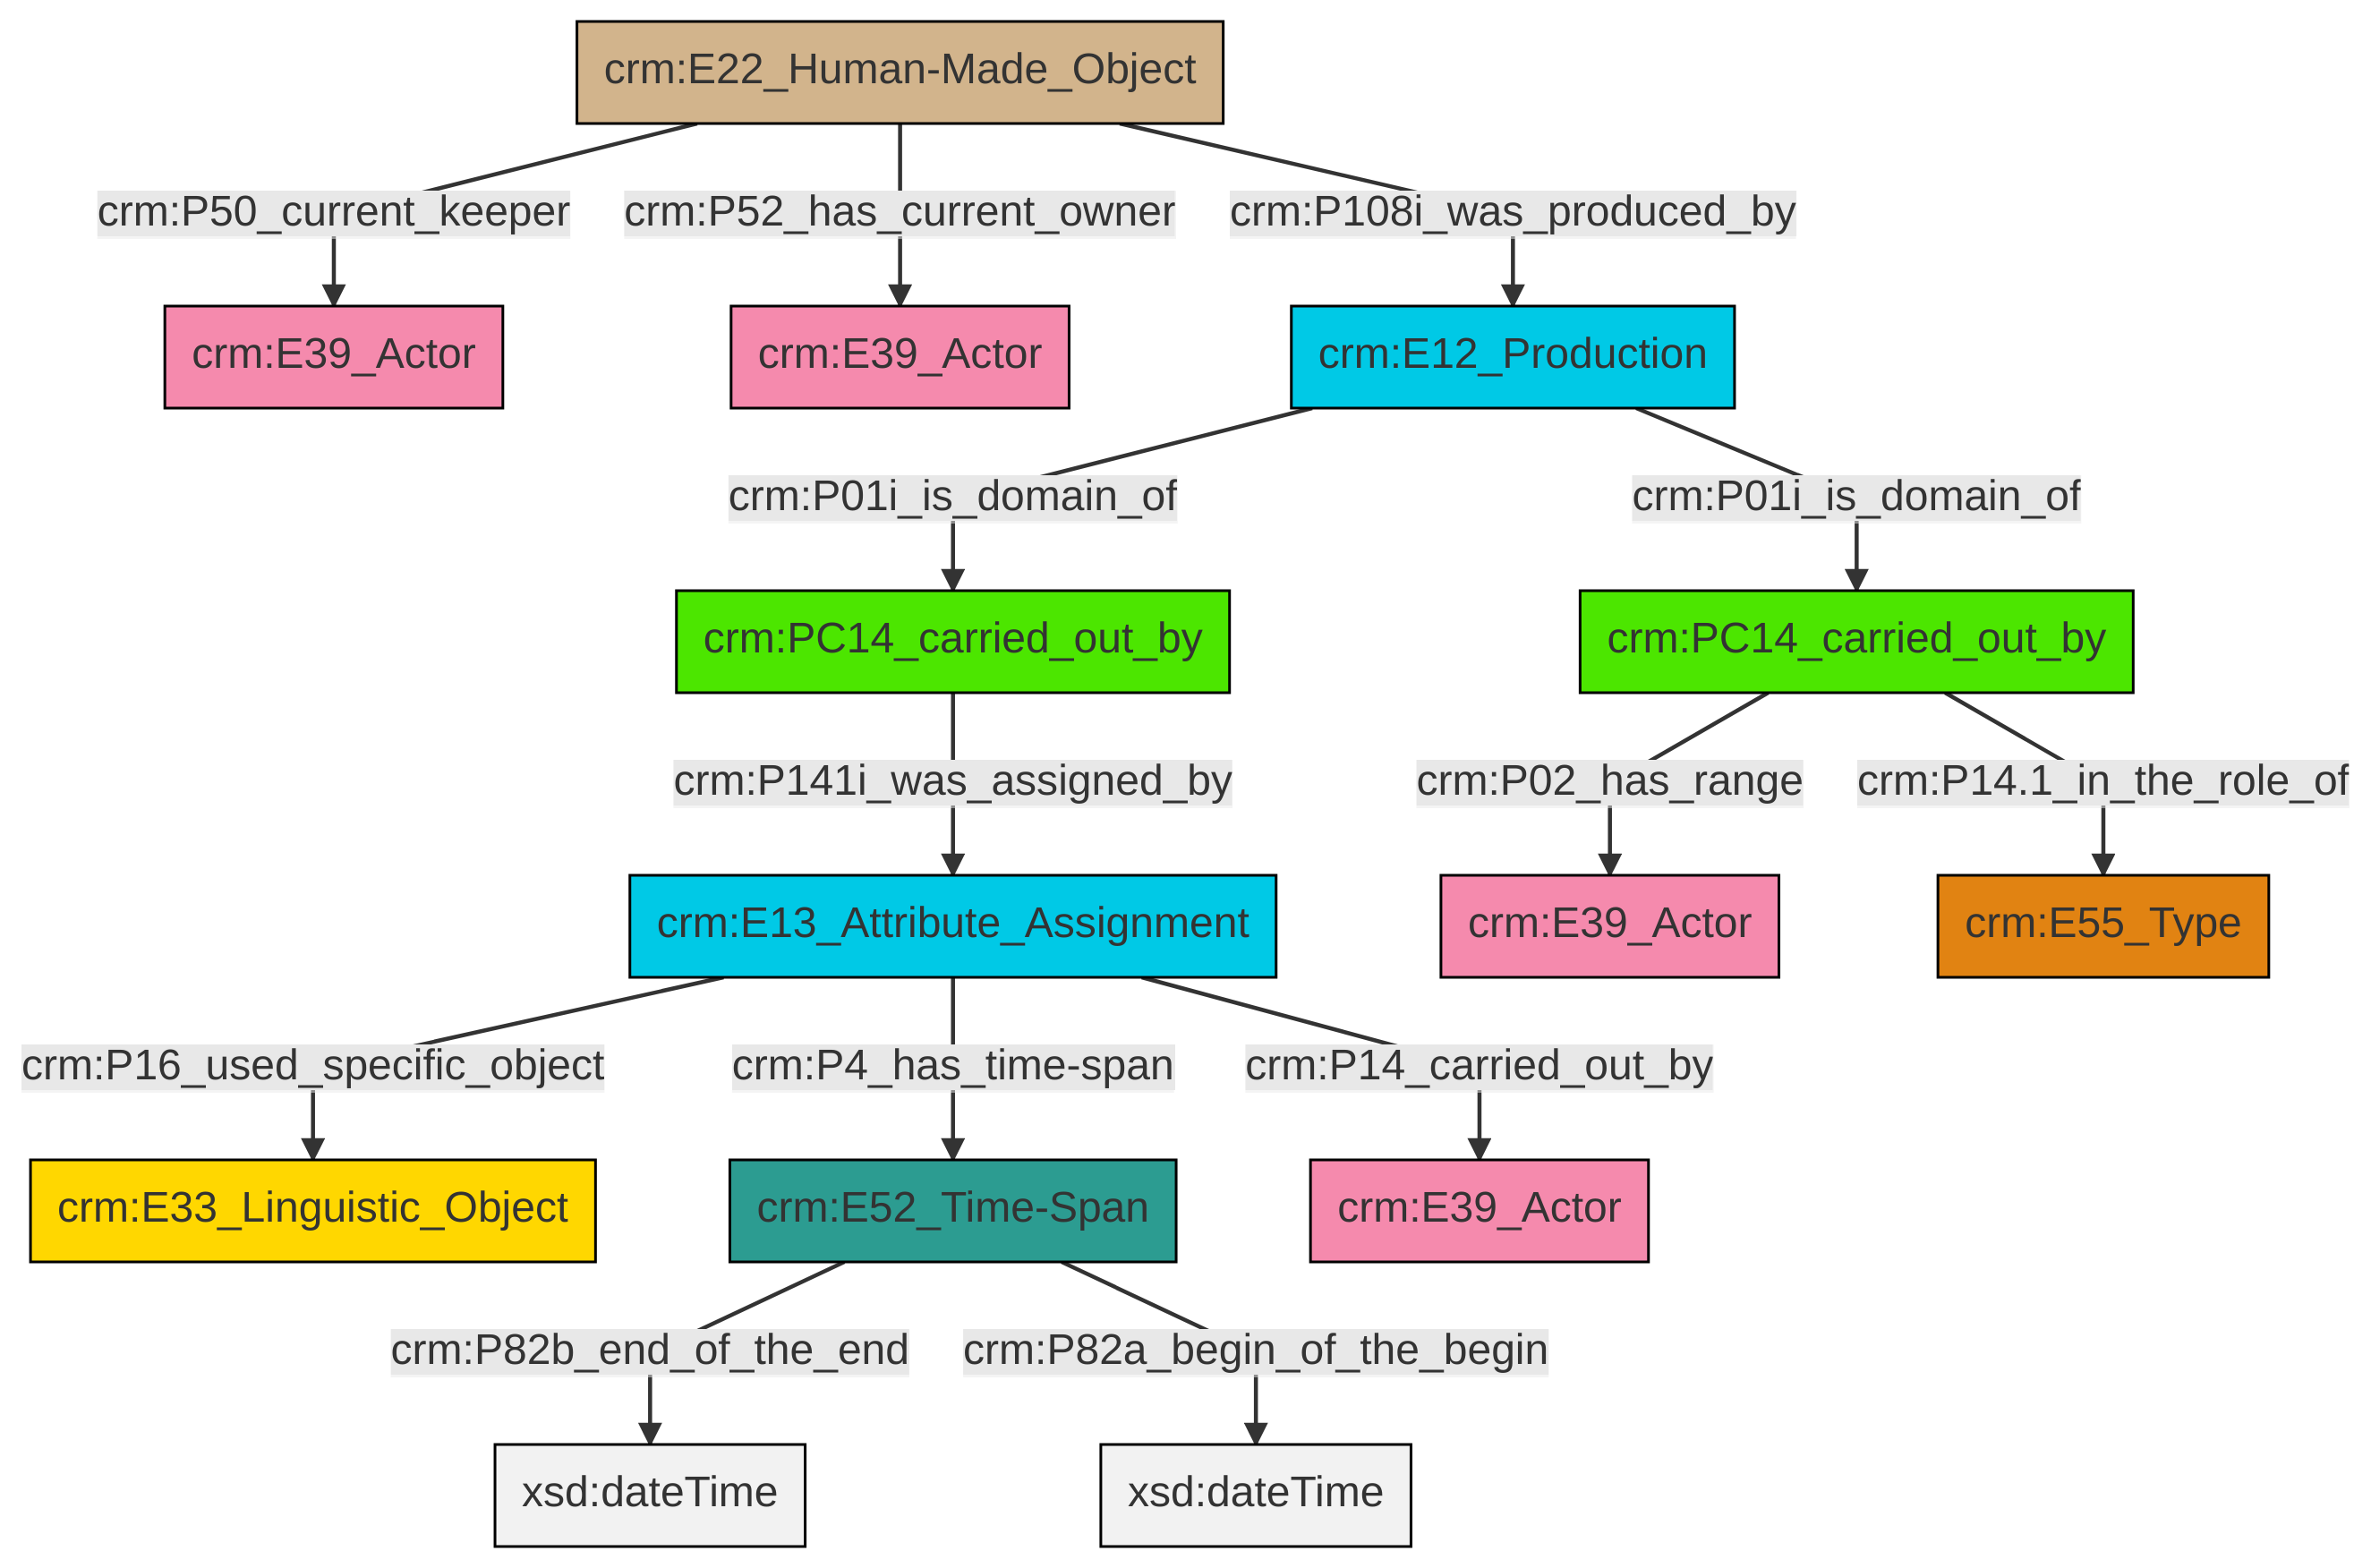 crm:E22_Human-Made_Object
crm:P50_current_keeper
crm:P52_has_current_owner
crm:P108i_was_produced_by
crm:E39_Actor
crm:E39_Actor
crm:E12_Production
crm:P01i_is_domain_of
crm:P01i_is_domain_of
crm:PC14_carried_out_by
crm:PC14_carried_out_by
crm:P141i_was_assigned_by
crm:P02_has_range
crm:P14.1_in_the_role_of
crm:E13_Attribute_Assignment
crm:E39_Actor
crm:E55_Type
crm:P16_used_specific_object
crm:P4_has_time-span
crm:P14_carried_out_by
crm:E33_Linguistic_Object
crm:E52_Time-Span
crm:E39_Actor
crm:P82b_end_of_the_end
crm:P82a_begin_of_the_begin
xsd:dateTime
xsd:dateTime